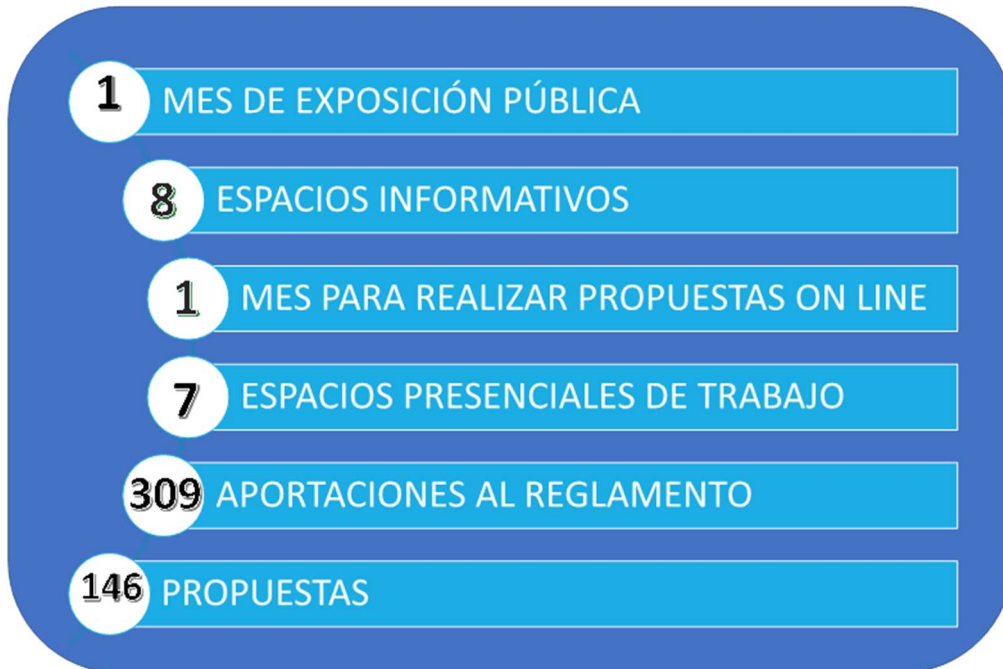 1 MES DE EXPOSICIÓN PÚBLICA
8 ESPACIOS INFORMATIVOS
1 MES PARA REALIZAR PROPUESTAS ON LINE
7 ESPACIOS PRESENCIALES DE TRABAJO
309 APORTACIONES AL REGLAMENTO
146 PROPUESTAS